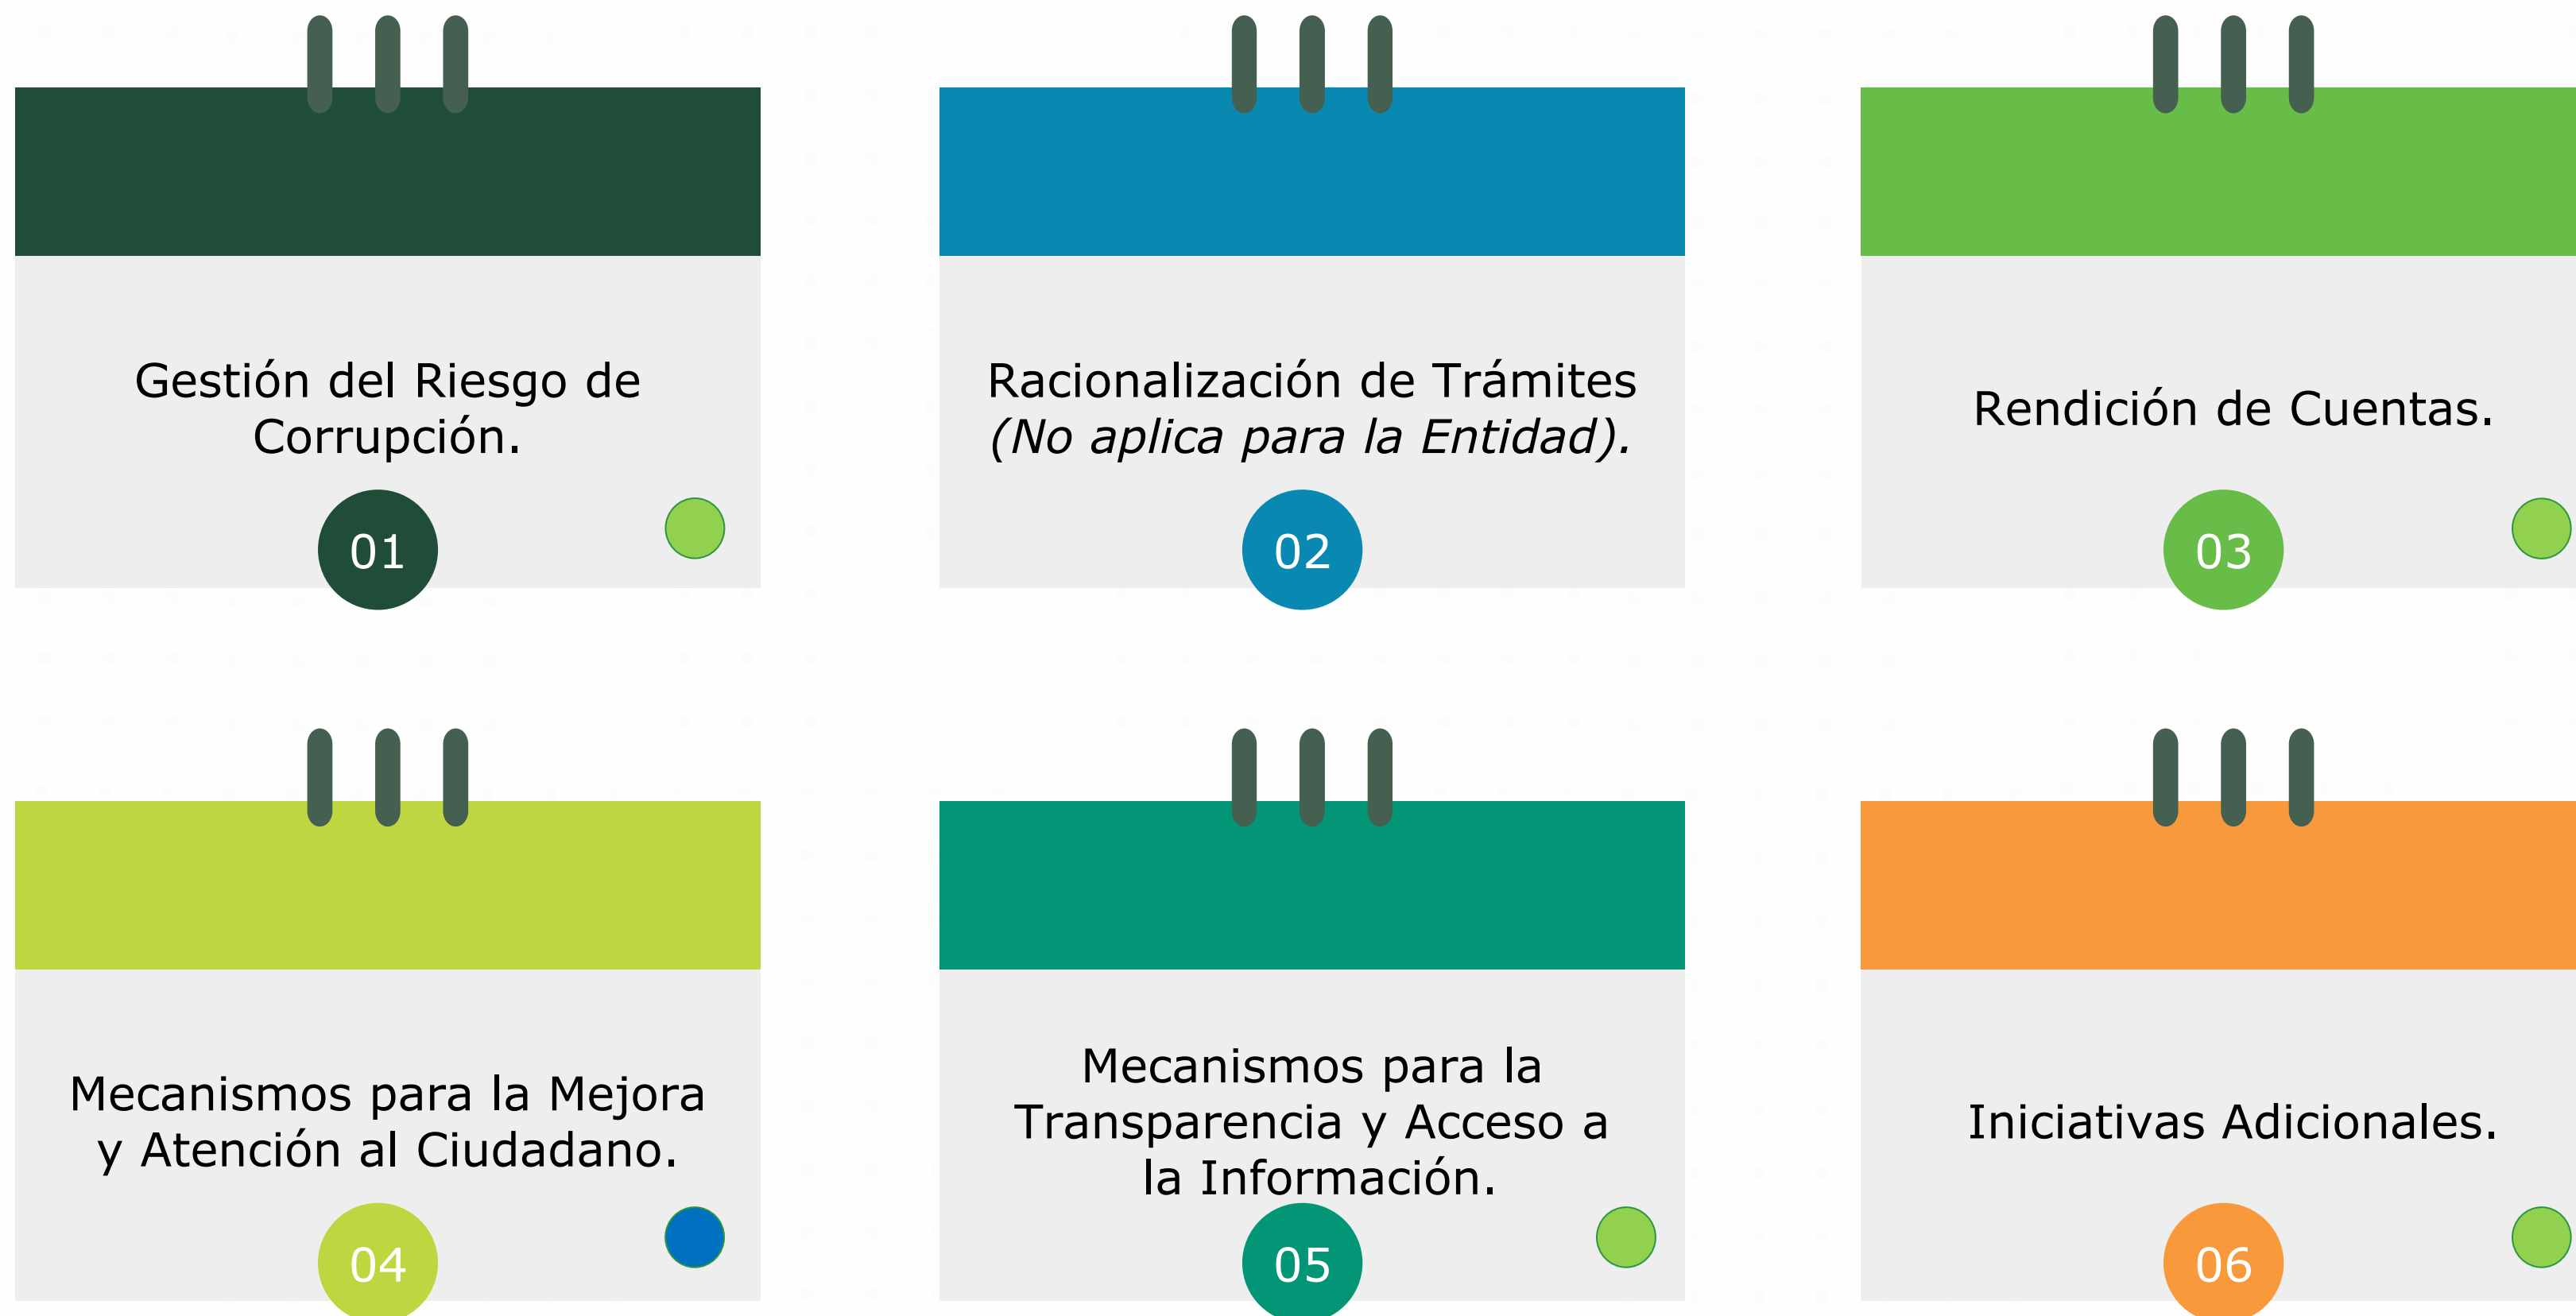 Gestión del Riesgo de
Corrupción.
01
Racionalización de Trámites
(No aplica para la Entidad).
02
Rendición de Cuentas.
03
Mecanismos para la Mejora
y Atención al Ciudadano.
04
Mecanismos para la
Transparencia y Acceso a
la Información.
05
Iniciativas Adicionales.
06